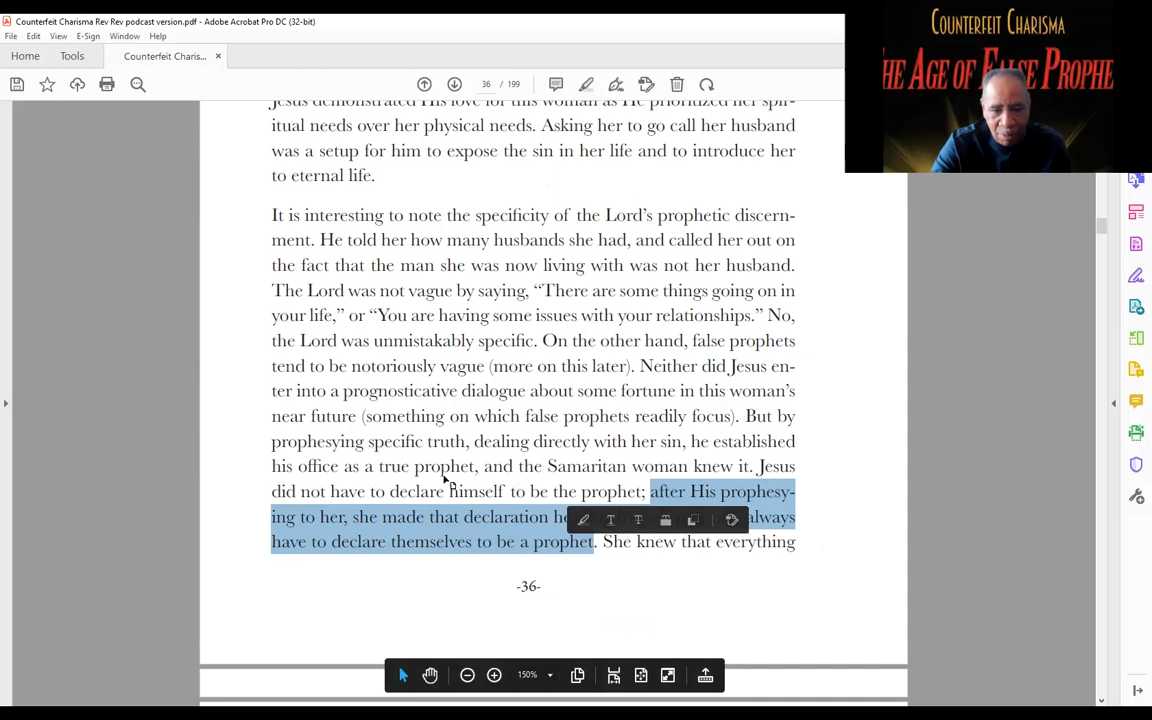 Counterfeit Charisma Rev Rev podcast version.pdf - Adobe Acrobat Pro DC (32-bit)
File Edit View E-Sign Window Help
Home Tools Counterfeit Charis... ×
36 / 199
COUNTERFEIT CHARISMA
HE AGE OF FALSE PROPHE
Jesus demonstrated His love for this woman as He prioritized her spir-
itual needs over her physical needs. Asking her to go call her husband
was a setup for him to expose the sin in her life and to introduce her
to eternal life.
It is interesting to note the specificity of the Lord's prophetic discern-
ment. He told her how many husbands she had, and called her out on
the fact that the man she was now living with was not her husband.
The Lord was not vague by saying, “There are some things going on in
your life,” or “You are having some issues with your relationships.” No,
the Lord was unmistakably specific. On the other hand, false prophets
tend to be notoriously vague (more on this later). Neither did Jesus en-
ter into a prognosticative dialogue about some fortune in this woman's
near future (something on which false prophets readily focus). But by
prophesying specific truth, dealing directly with her sin, he established
his office as a true prophet, and the Samaritan woman knew it. Jesus
did not have to declare himself to be the prophet; after His prophesy-
ing to her, she made that declaration always
have to declare themselves to be a prophet. She knew that everything
-36-
150%